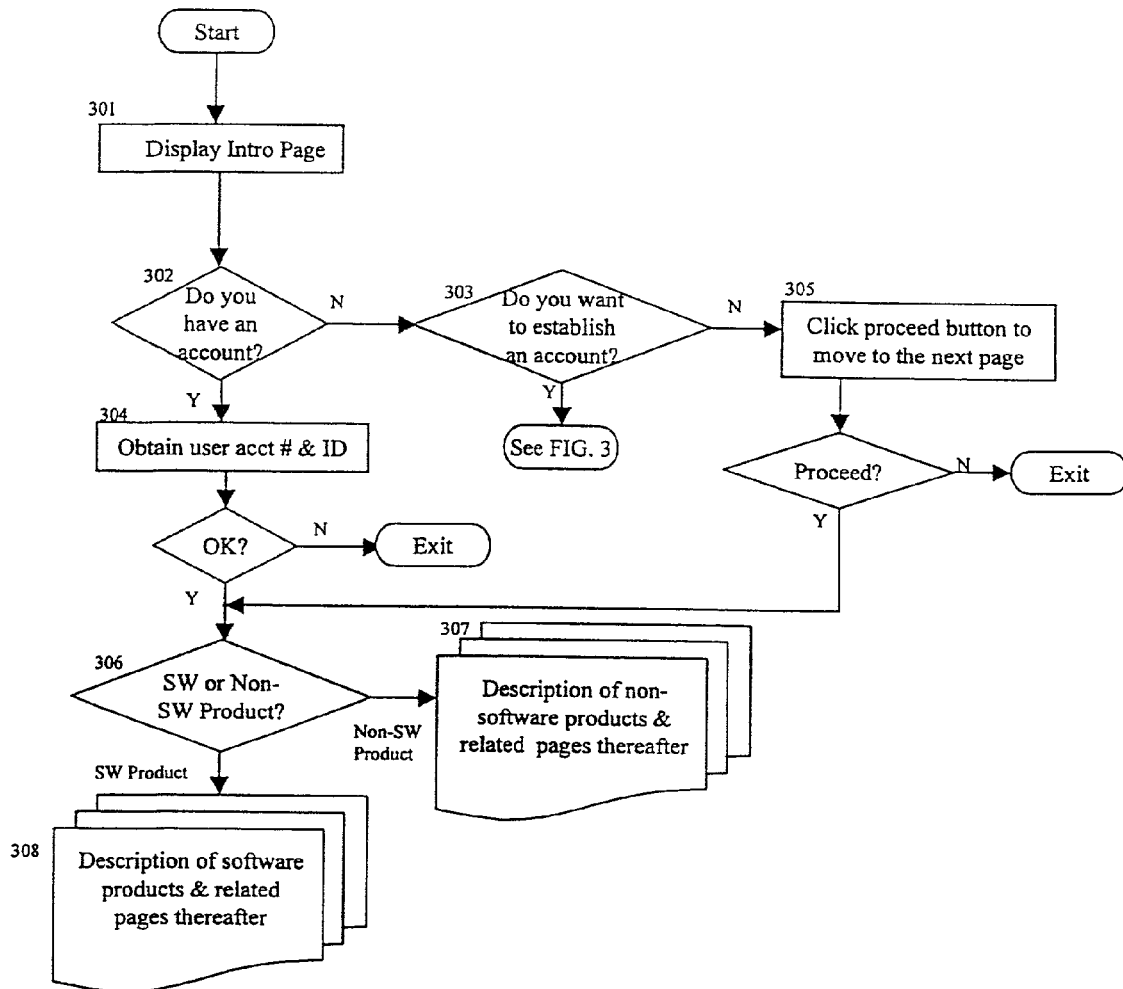 Start
301
Display Intro Page
302
Do you
have an
account?
N
303
Do you want
to establish
an account?
N
305
Click proceed button to
move to the next page
Y
304
Obtain user acct # & ID
Y
See FIG. 3
Proceed?
N
Exit
Y
OK?
N
Exit
Y
306
SW or Non-
SW Product?
Non-SW
Product
307
Description of non-
software products &
related pages thereafter
SW Product
308
Description of software
products & related
pages thereafter